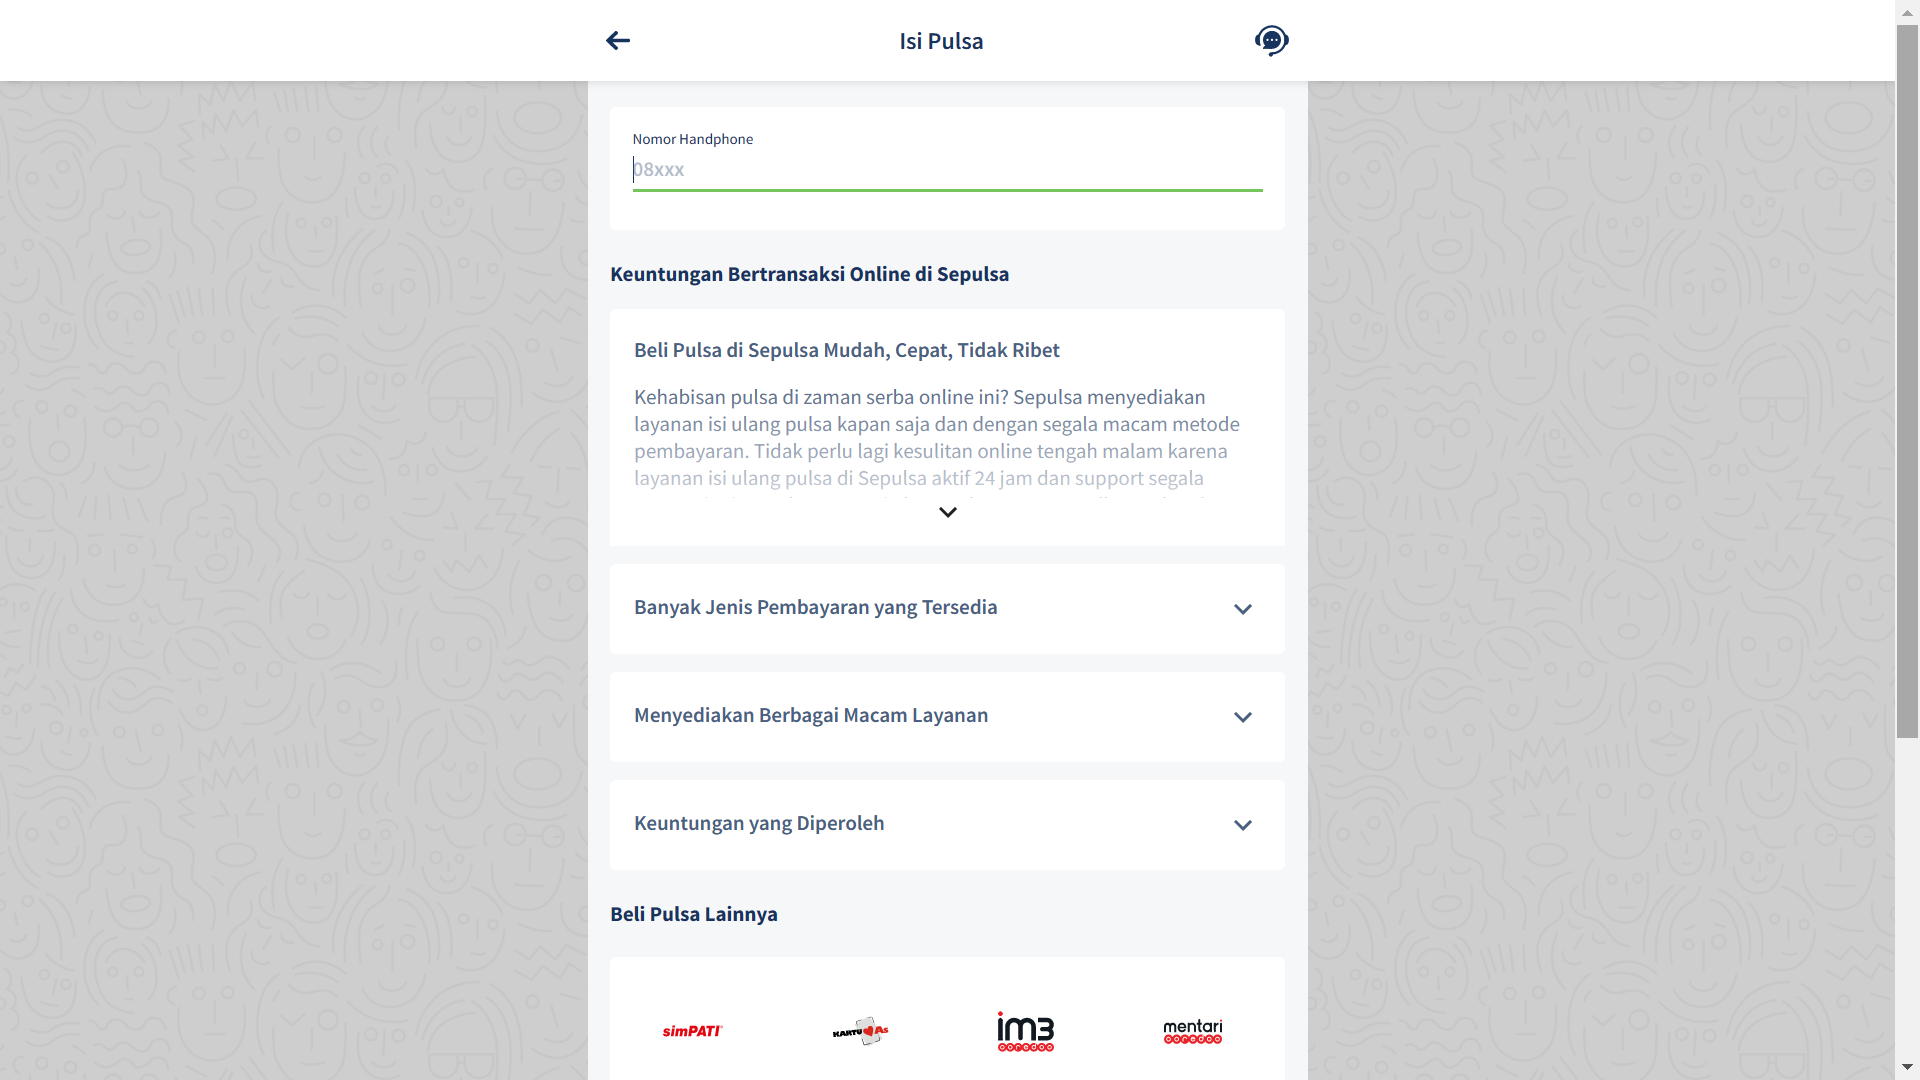 Isi Pulsa
Nomor Handphone
08xxx
Keuntungan Bertransaksi Online di Sepulsa
Beli Pulsa di Sepulsa Mudah, Cepat, Tidak Ribet
Kehabisan pulsa di zaman serba online ini? Sepulsa menyediakan
layanan isi ulang pulsa kapan saja dan dengan segala macam metode
pembayaran. Tidak perlu lagi kesulitan online tengah malam karena
layanan isi ulang pulsa di Sepulsa aktif 24 jam dan support segala
Banyak Jenis Pembayaran yang Tersedia
Menyediakan Berbagai Macam Layanan
Keuntungan yang Diperoleh
Beli Pulsa Lainnya
simPATI
KARTU As
im3
ooredoo
mentari
ooredoo